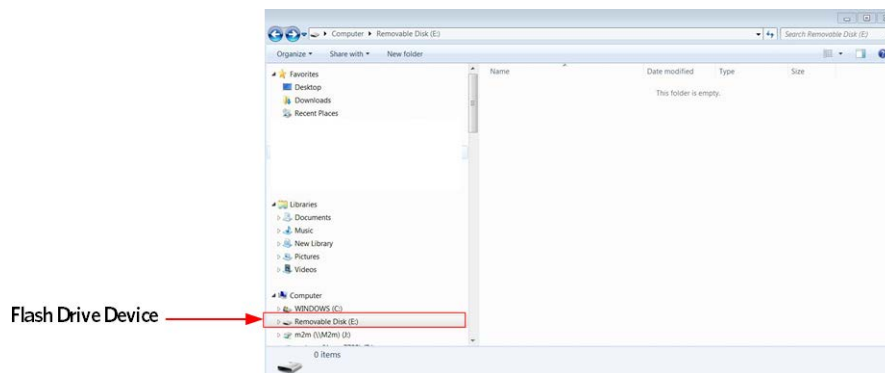 Computer ▸ Removable Disk (E:)
Search Removable Disk (E:)
Organize ▾ Share with ▾ New folder
Favorites
Desktop
Downloads
Recent Places
Libraries
Documents
Music
New Library
Pictures
Videos
Computer
WINDOWS (C:)
Removable Disk (E:)
m2m (\\M2m) (J:)
Name Date modified Type Size
This folder is empty.
0 items
Flash Drive Device